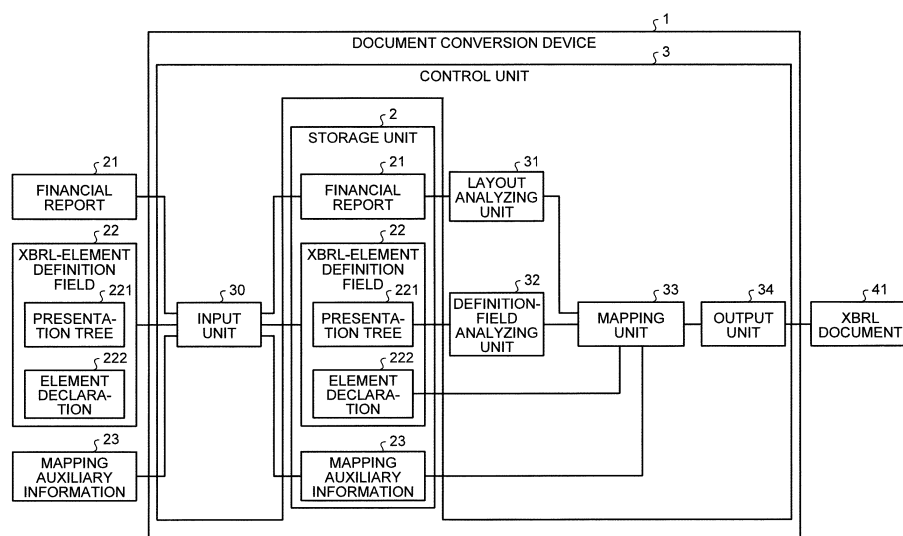 1
DOCUMENT CONVERSION DEVICE
3
CONTROL UNIT
2
STORAGE UNIT
21
FINANCIAL
REPORT
21
FINANCIAL
REPORT
31
LAYOUT
ANALYZING
UNIT
22
XBRL-ELEMENT
DEFINITION
FIELD
221
PRESENTA-
TION TREE
222
ELEMENT
DECLARA-
TION
30
INPUT
UNIT
22
XBRL-ELEMENT
DEFINITION
FIELD
221
PRESENTA-
TION TREE
222
ELEMENT
DECLARA-
TION
32
DEFINITION-
FIELD
ANALYZING
UNIT
33
MAPPING
UNIT
34
OUTPUT
UNIT
41
XBRL
DOCUMENT
23
MAPPING
AUXILIARY
INFORMATION
23
MAPPING
AUXILIARY
INFORMATION